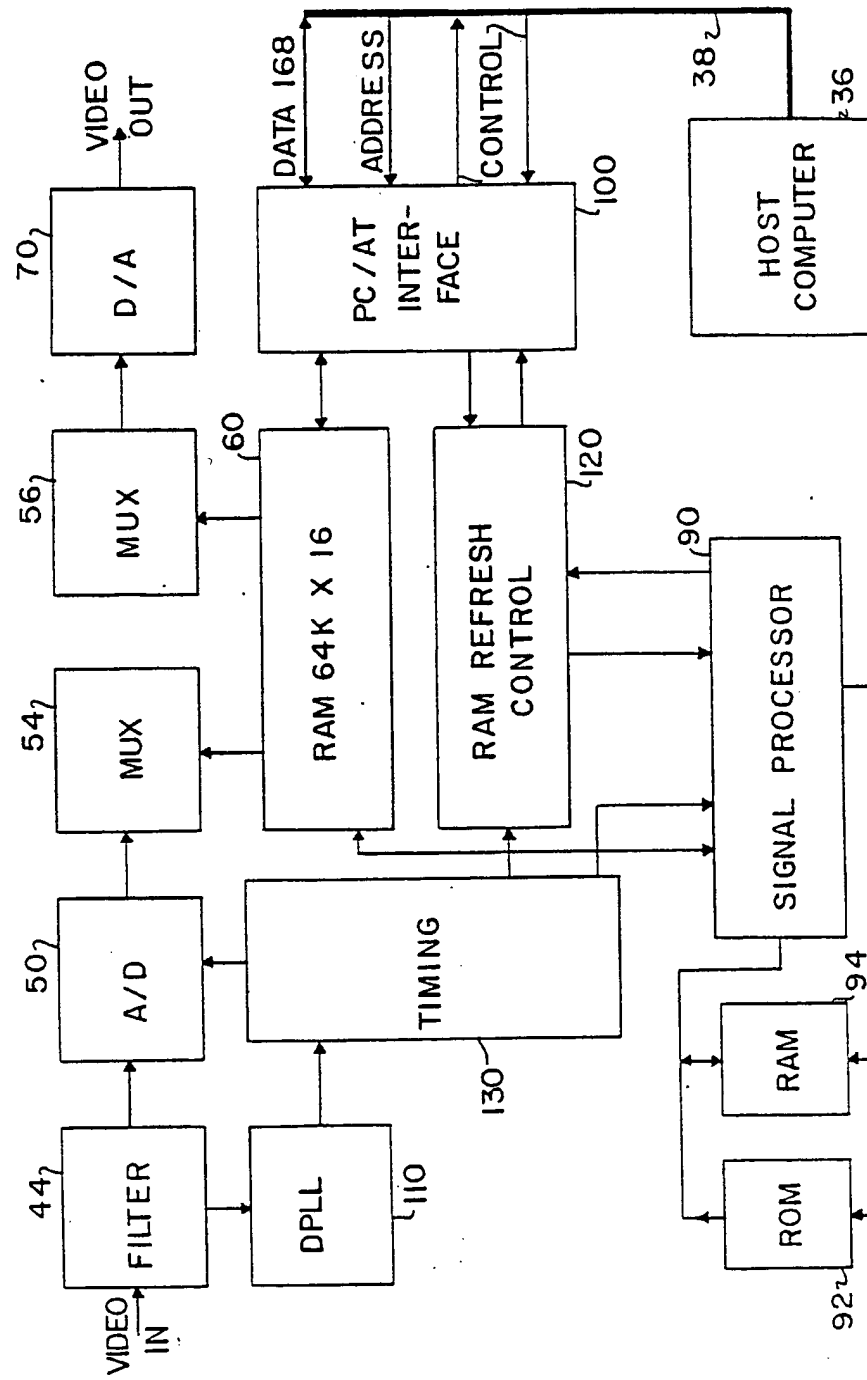 VIDEO
IN
44
FILTER
50
A/D
54
MUX
56
MUX
70
D/A
VIDEO
OUT
DPLL
110
TIMING
130
60
RAM 64K X 16
RAM REFRESH
CONTROL
120
PC/AT
INTER-
FACE
100
DATA 168
ADDRESS
CONTROL
38
36
HOST
COMPUTER
90
SIGNAL PROCESSOR
94
RAM
ROM
92